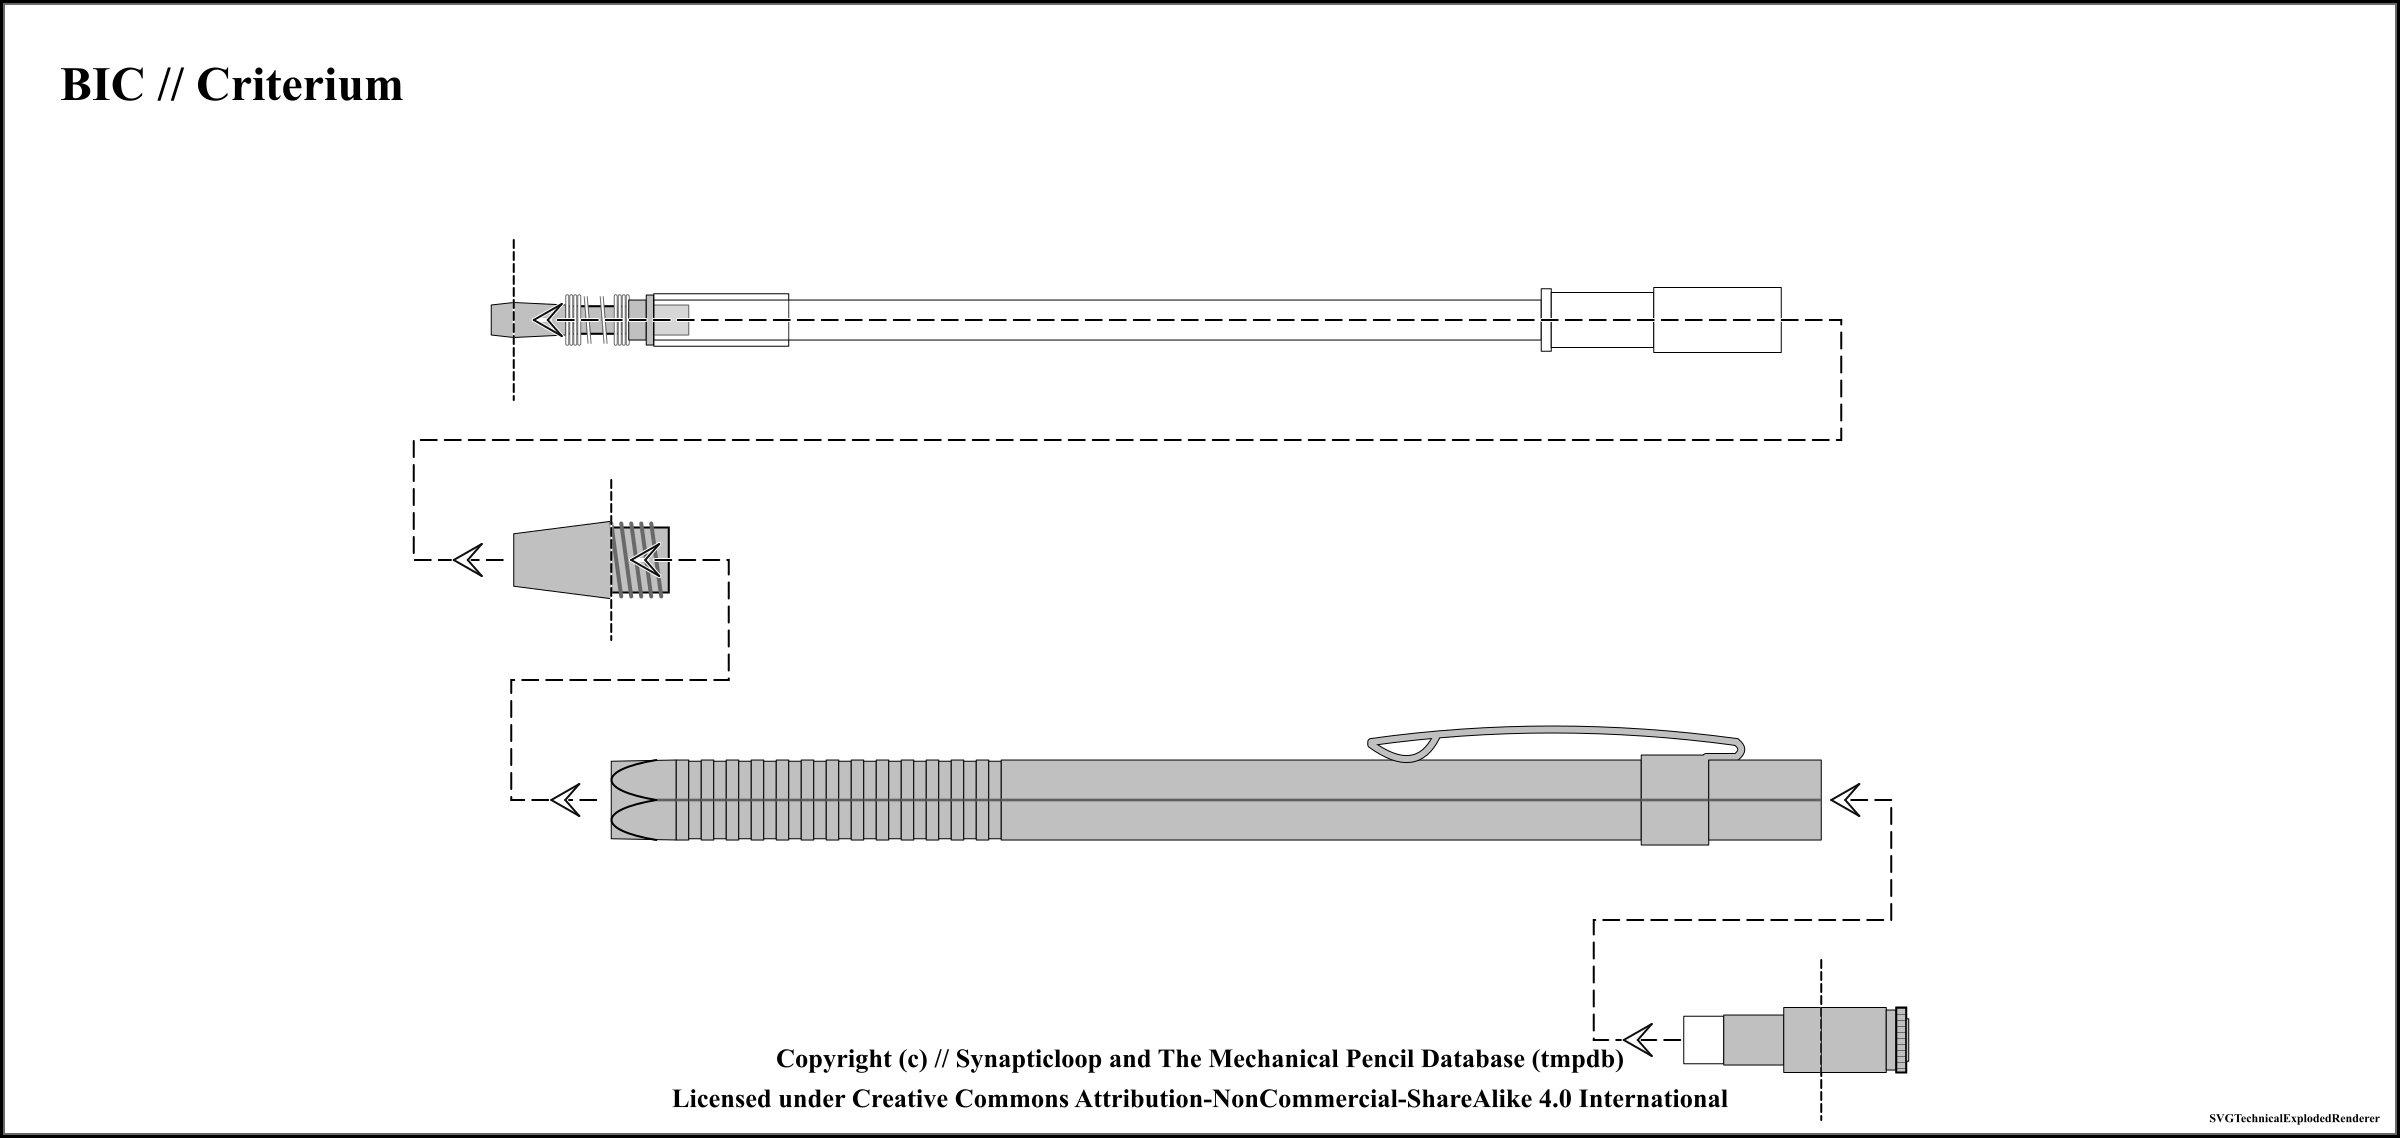 BIC // Criterium
Copyright (c) // Synapticloop and The Mechanical Pencil Database (tmpdb)
Licensed under Creative Commons Attribution-NonCommercial-ShareAlike 4.0 International
SVGTechnicalExplodedRenderer